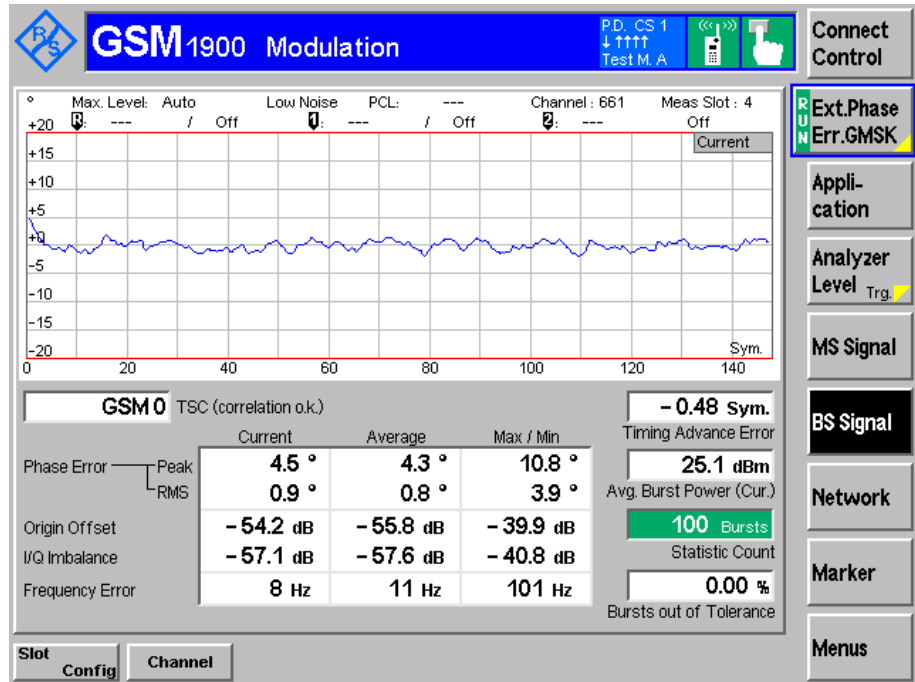 R&S
GSM 1900 Modulation
P.D. CS 1
↓ ↑↑↑↑
Test M. A
Connect Control
° Max. Level: Auto Low Noise PCL: --- Channel : 661 Meas Slot : 4
R: --- / Off 1: --- / Off 2: --- Off
RUN
Ext.Phase Err.GMSK
Current
+20
+15
+10
+5
+0
-5
-10
-15
-20
Sym.
0 20 40 60 80 100 120 140
Appli-
cation
Analyzer
Level Trg.
MS Signal
BS Signal
Network
Marker
Menus
GSM 0 TSC (correlation o.k.)
– 0.48 Sym.
Timing Advance Error
Current Average Max / Min
Phase Error Peak 4.5 ° 4.3 ° 10.8 °
RMS 0.9 ° 0.8 ° 3.9 °
25.1 dBm
Avg. Burst Power (Cur.)
Origin Offset – 54.2 dB – 55.8 dB – 39.9 dB
I/Q Imbalance – 57.1 dB – 57.6 dB – 40.8 dB
100 Bursts
Statistic Count
Frequency Error 8 Hz 11 Hz 101 Hz
0.00 %
Bursts out of Tolerance
Slot
Config
Channel